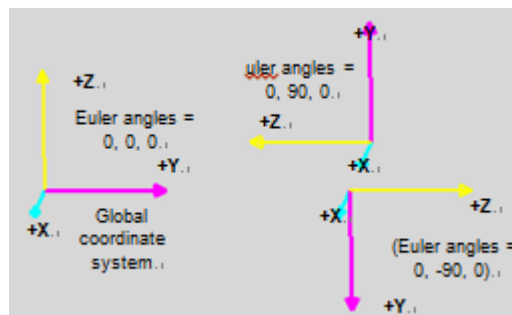 +Z
Euler angles =
0, 0, 0
+Y
Global
coordinate
system
+X
+Y
uler angles =
0, 90, 0
+Z
+X
+X
+Z
(Euler angles =
0, -90, 0)
+Y